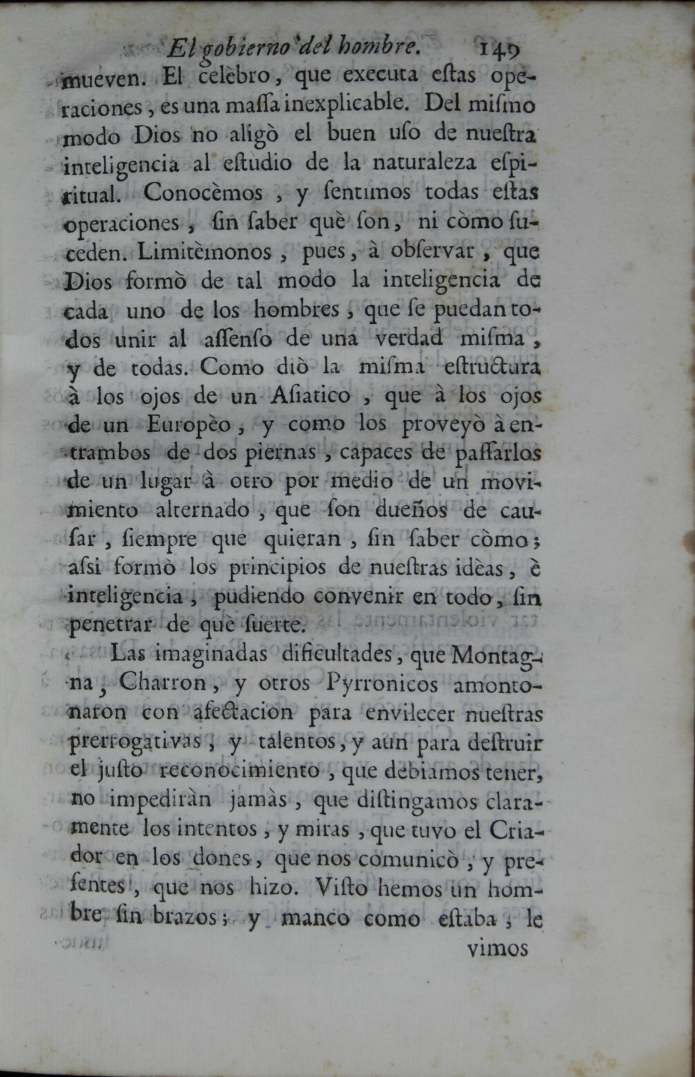 El gobierno del hombre. 149
mueven. El celèbro, que executa eſtas ope-
raciones, es una maſſa inexplicable. Del miſmo
modo Dios no aligò el buen uſo de nueſtra
inteligencia al eſtudio de la naturaleza eſpi-
ritual. Conocèmos, y ſentimos todas eſtas
operaciones, ſin ſaber què ſon, ni còmo ſu-
ceden. Limitèmonos, pues, à obſervar, que
Dios formò de tal modo la inteligencia de
cada uno de los hombres, que ſe puedan to-
dos unir al aſſenſo de una verdad miſma,
y de todas. Como diò la miſma eſtructura
à los ojos de un Aſiatico, que à los ojos
de un Europèo, y como los proveyò à en-
trambos de dos piernas, capaces de paſſarlos
de un lugar à otro por medio de un movi-
miento alternado, que ſon dueños de cau-
ſar, ſiempre que quieran, ſin ſaber còmo;
aſsi formò los principios de nueſtras idèas, è
inteligencia, pudiendo convenir en todo, ſin
penetrar de què ſuerte.
Las imaginadas dificultades, que Montag-
na, Charron, y otros Pyrronicos amonto-
naron con afectacion para envilecer nueſtras
prerrogativas, y talentos, y aun para deſtruir
el juſto reconocimiento, que debiamos tener,
no impediràn jamàs, que diſtingamos clara-
mente los intentos, y miras, que tuvo el Cria-
dor en los dones, que nos comunicò, y pre-
ſentes, que nos hizo. Viſto hemos un hom-
bre ſin brazos; y manco como eſtaba, le
vimos